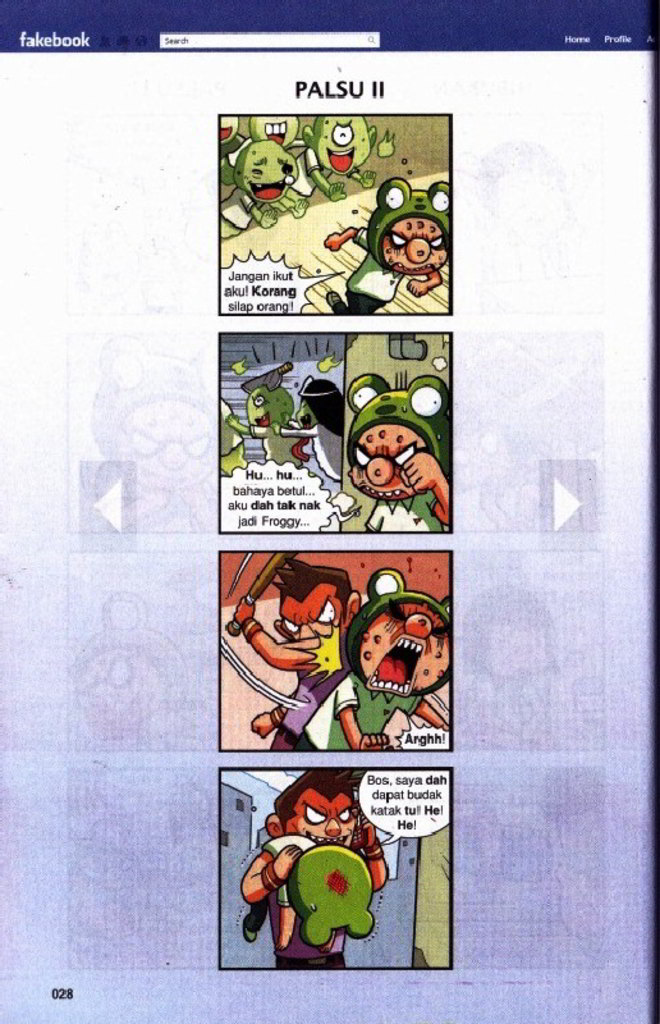 fakebook
Search
Home Profile
PALSU II
Jangan ikut
aku! Korang
silap orang!
Hu... hu...
bahaya betul...
aku dah tak nak
jadi Froggy...
Arghh!
Bos, saya dah
dapat budak
katak tu!! He!
He!
028